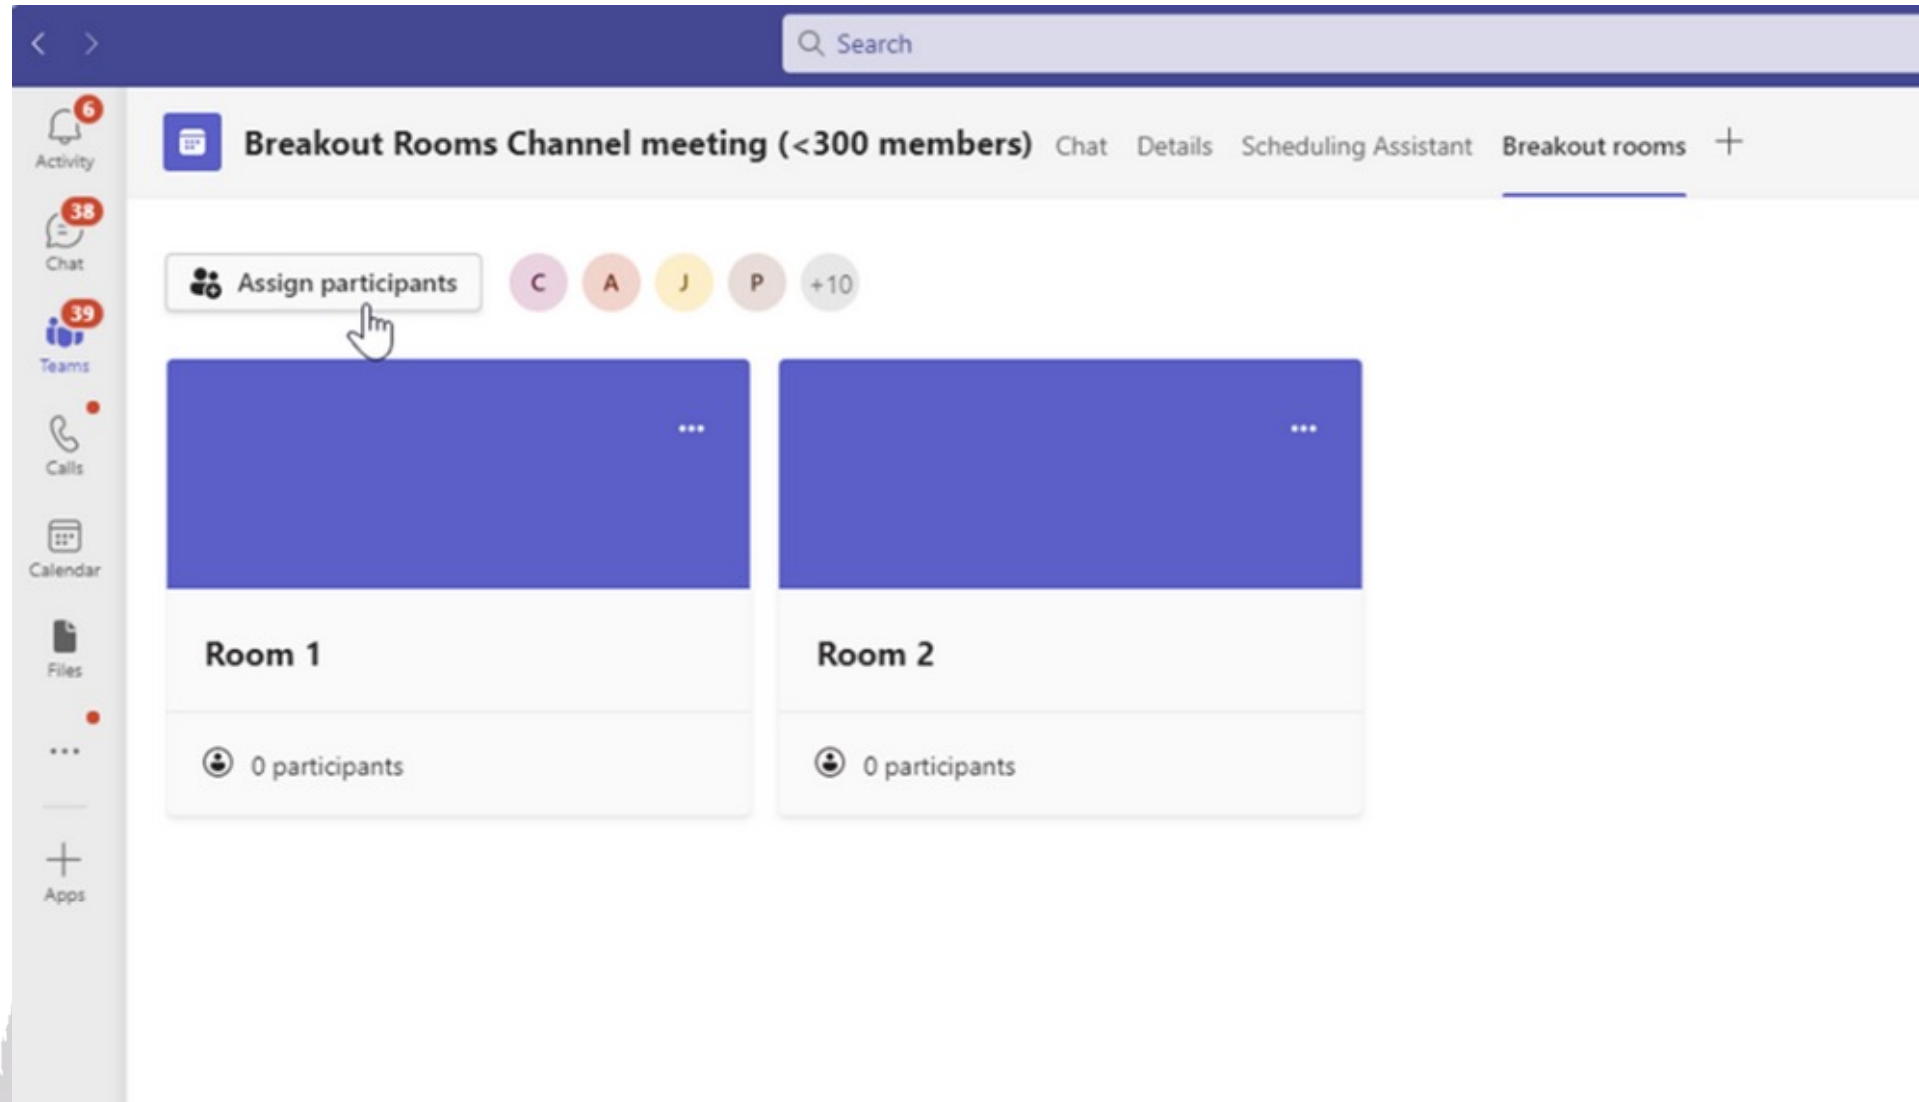 Search
6
Activity
38
Chat
39
Teams
Calls
Calendar
Files
Apps
Breakout Rooms Channel meeting (<300 members) Chat Details Scheduling Assistant Breakout rooms
Assign participants C A J P +10
Room 1
0 participants
Room 2
0 participants